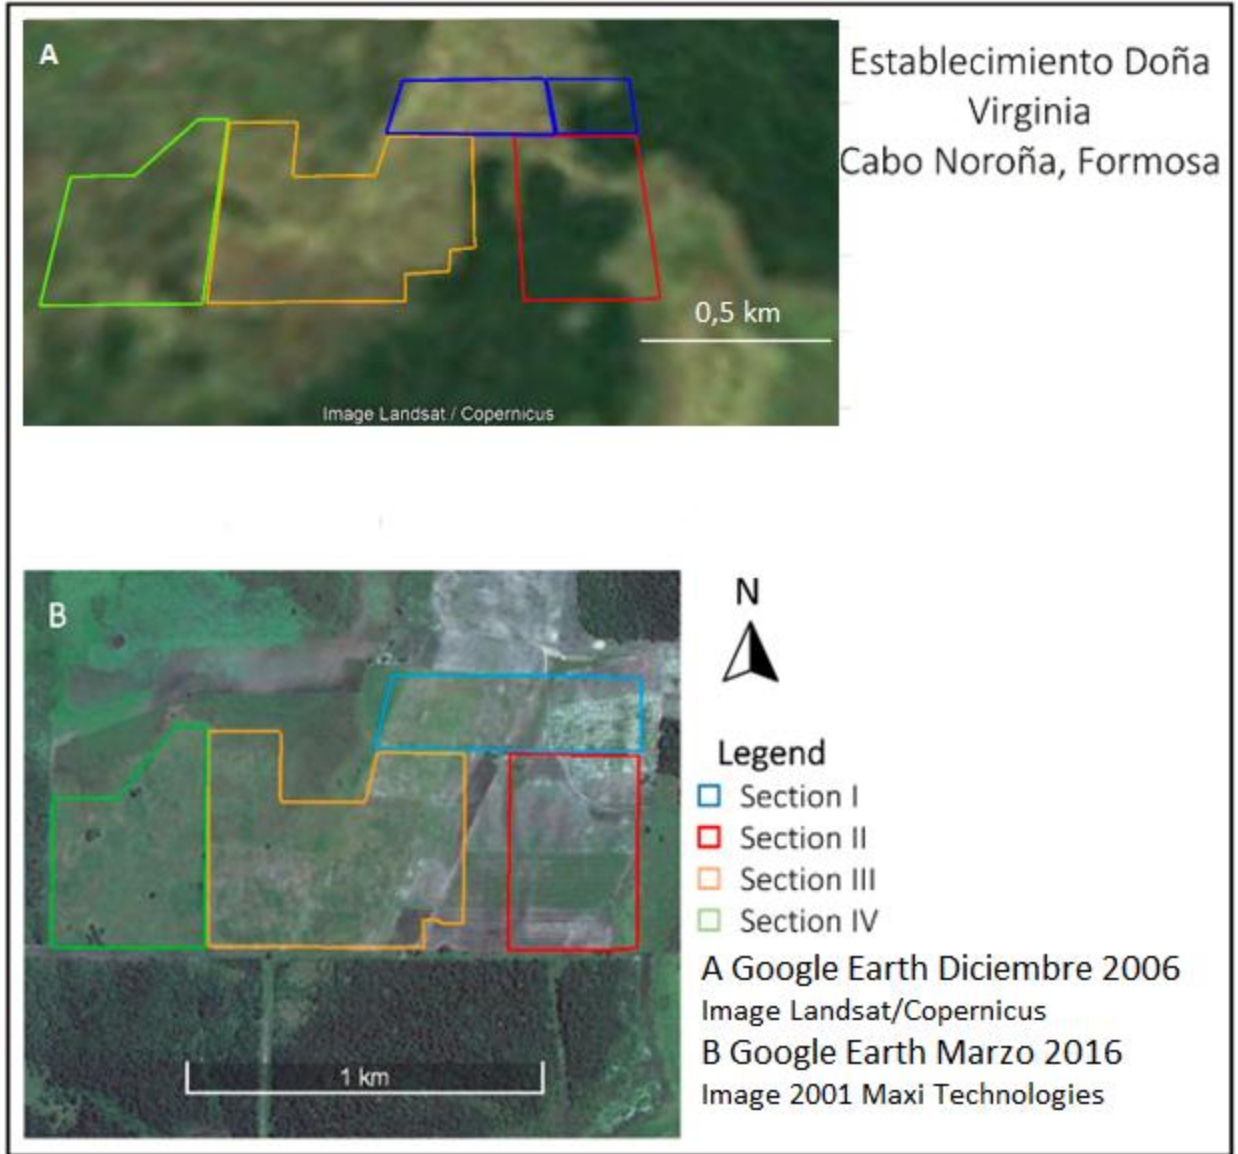 A
Establecimiento Doña
Virginia
Cabo Noroña, Formosa
0,5 km
Image Landsat / Copernicus
B
N
Legend
Section I
Section II
Section III
Section IV
A Google Earth Diciembre 2006
Image Landsat/Copernicus
B Google Earth Marzo 2016
Image 2001 Maxi Technologies
1 km